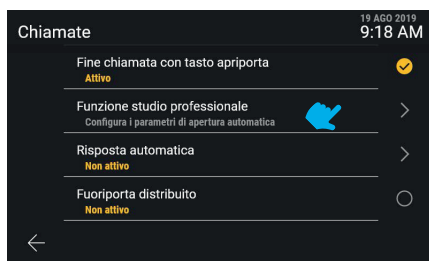 Chiamate
19 AGO 2019
9:18 AM
Fine chiamata con tasto apriporta
Attivo
Funzione studio professionale
Configura i parametri di apertura automatica
Risposta automatica
Non attivo
Fuoriporta distribuito
Non attivo